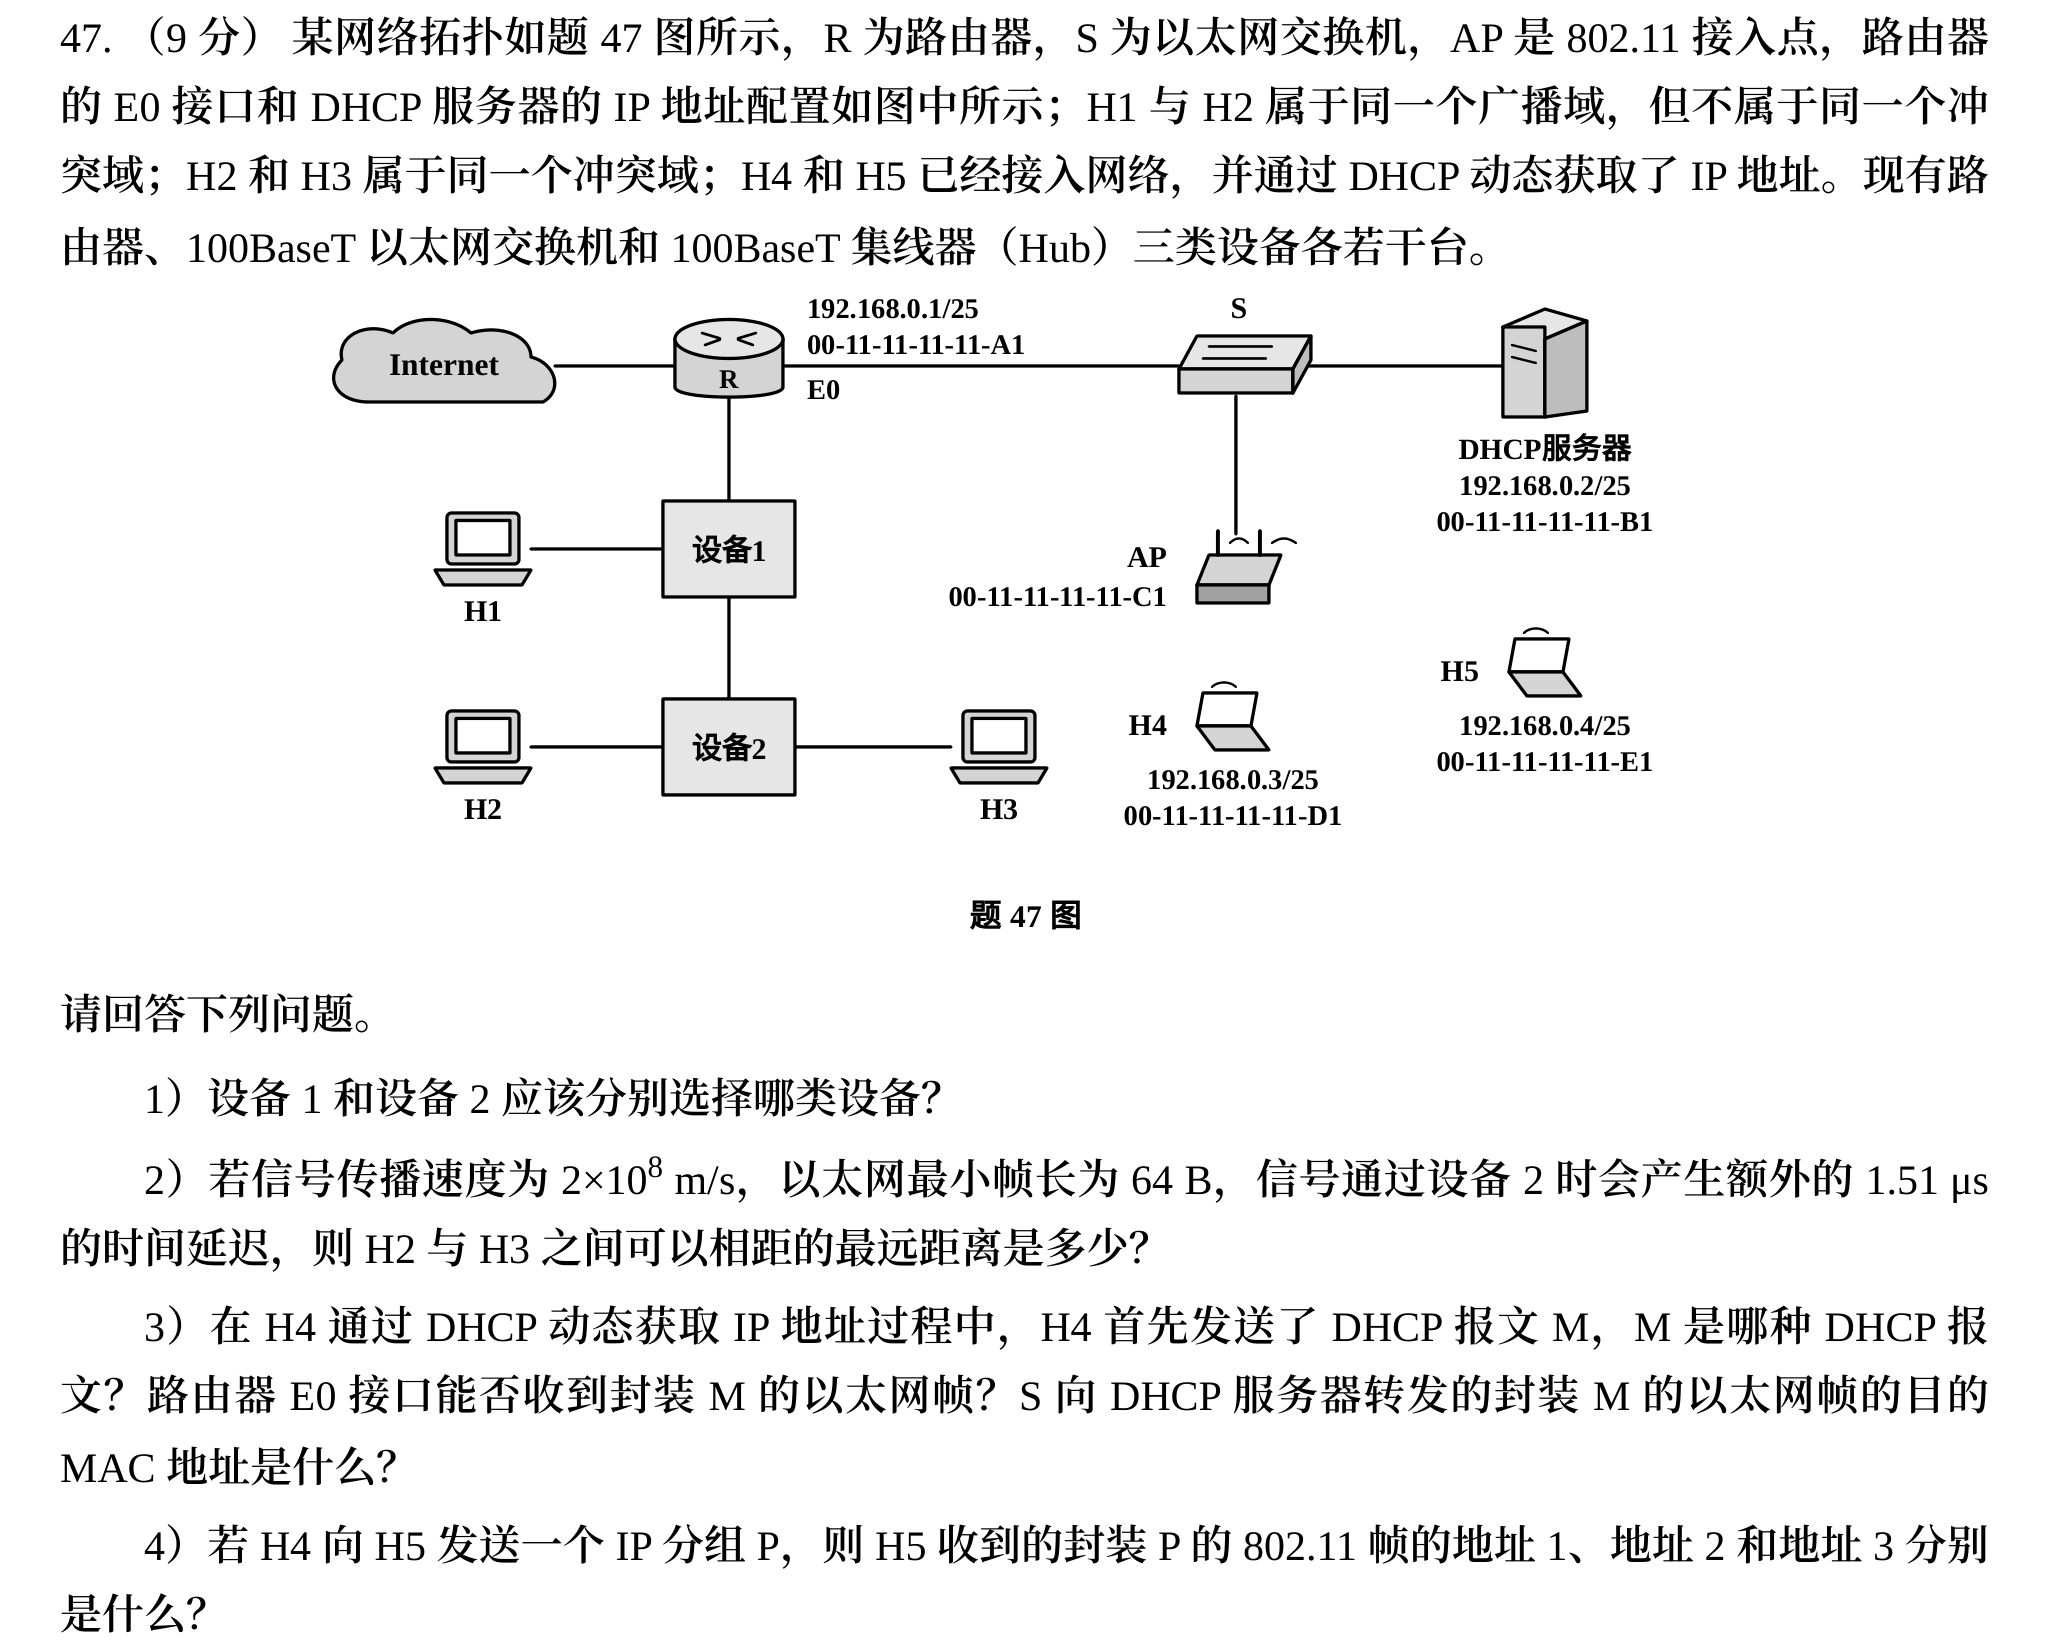 47. （9 分） 某网络拓扑如题 47 图所示，R 为路由器，S 为以太网交换机，AP 是 802.11 接入点，路由器
的 E0 接口和 DHCP 服务器的 IP 地址配置如图中所示；H1 与 H2 属于同一个广播域，但不属于同一个冲
突域；H2 和 H3 属于同一个冲突域；H4 和 H5 已经接入网络，并通过 DHCP 动态获取了 IP 地址。现有路
由器、100BaseT 以太网交换机和 100BaseT 集线器（Hub）三类设备各若干台。
192.168.0.1/25
S
00-11-11-11-11-A1
Internet
R
E0
DHCP服务器
192.168.0.2/25
00-11-11-11-11-B1
设备1
AP
00-11-11-11-11-C1
H1
H5
192.168.0.4/25
00-11-11-11-11-E1
H4
192.168.0.3/25
00-11-11-11-11-D1
设备2
H2
H3
题 47 图
请回答下列问题。
1）设备 1 和设备 2 应该分别选择哪类设备？
2）若信号传播速度为 2×10⁸ m/s，以太网最小帧长为 64 B，信号通过设备 2 时会产生额外的 1.51 μs
的时间延迟，则 H2 与 H3 之间可以相距的最远距离是多少？
3）在 H4 通过 DHCP 动态获取 IP 地址过程中，H4 首先发送了 DHCP 报文 M，M 是哪种 DHCP 报
文？路由器 E0 接口能否收到封装 M 的以太网帧？S 向 DHCP 服务器转发的封装 M 的以太网帧的目的
MAC 地址是什么？
4）若 H4 向 H5 发送一个 IP 分组 P，则 H5 收到的封装 P 的 802.11 帧的地址 1、地址 2 和地址 3 分别
是什么？